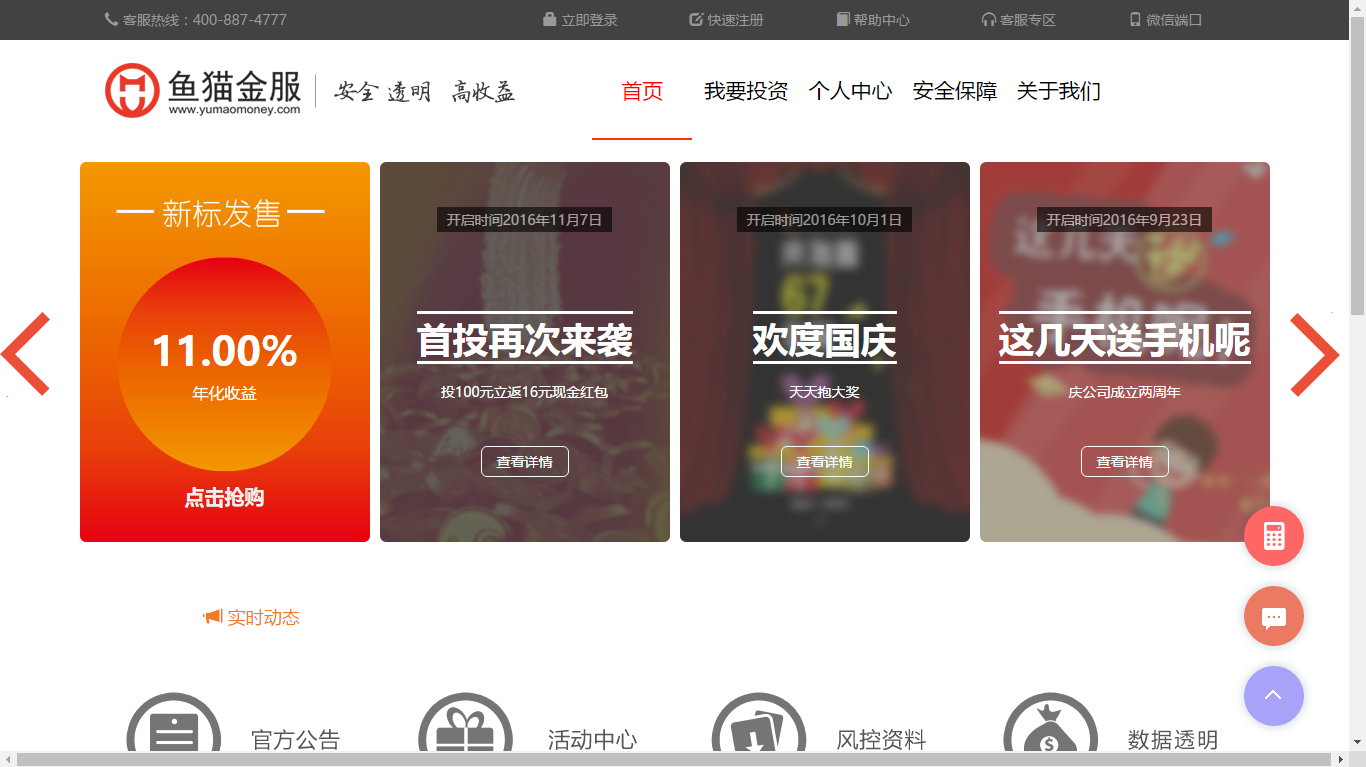 客服热线：400-887-4777
立即登录
快速注册
帮助中心
客服专区
微信端口
鱼猫金服
www.yumaomoney.com
安全 透明 高收益
首页
我要投资
个人中心
安全保障
关于我们
新标发售
11.00%
年化收益
点击抢购
开启时间2016年11月7日
首投再次来袭
投100元立返16元现金红包
查看详情
开启时间2016年10月1日
67
欢度国庆
天天抱大奖
查看详情
开启时间2016年9月23日
这几天
手机呢
这几天送手机呢
庆公司成立两周年
查看详情
实时动态
官方公告
活动中心
风控资料
数据透明